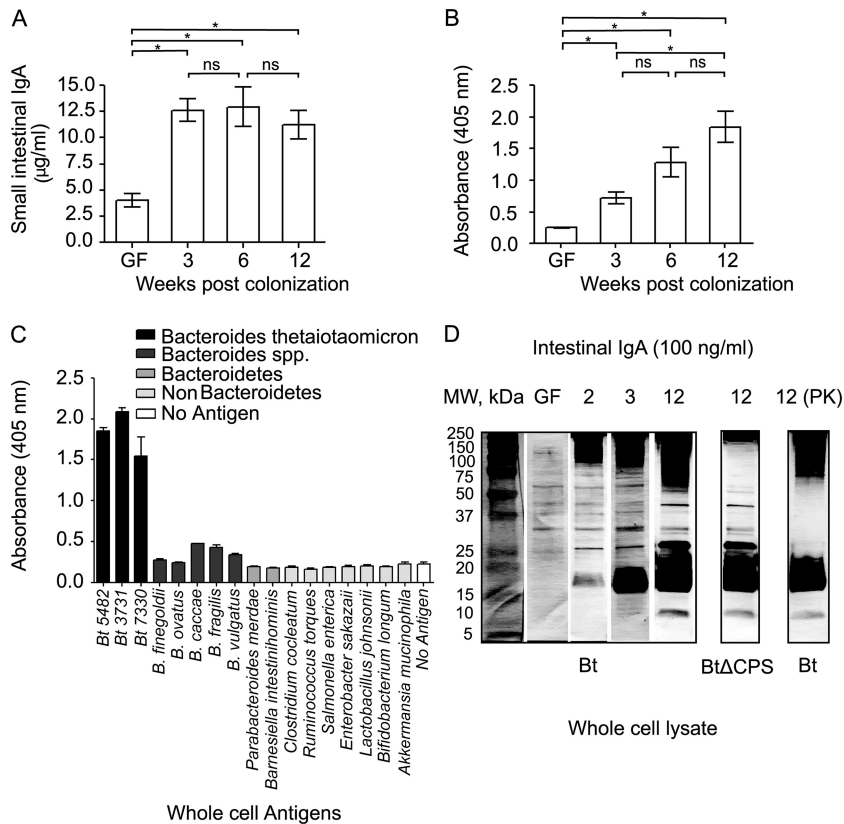 A
*
*
*
ns
ns
Small intestinal IgA
(µg/ml)
15.0
12.5
10.0
7.5
5.0
2.5
0.0
GF
3
6
12
Weeks post colonization
B
*
*
*
*
ns
ns
Absorbance (405 nm)
2.5
2.0
1.5
1.0
0.5
0.0
GF
3
6
12
Weeks post colonization
C
Bacteroides thetaiotaomicron
Bacteroides spp.
Bacteroidetes
Non Bacteroidetes
No Antigen
Absorbance (405 nm)
2.5
2.0
1.5
1.0
0.5
0.0
Bt 5482
Bt 3731
Bt 7330
B. finegoldii
B. ovatus
B. caccae
B. fragilis
B. vulgatus
Parabacteroides merdae
Barnesiella intestinihominis
Clostridium cocleatum
Ruminococcus torques
Salmonella enterica
Enterobacter sakazaii
Lactobacillus johnsonii
Bifidobacterium longum
Akkermansia mucinophila
No Antigen
Whole cell Antigens
D
Intestinal IgA (100 ng/ml)
MW, kDa GF 2 3 12 12 12 (PK)
250
150
100
75
50
37
25
20
15
10
5
Bt BtΔCPS Bt
Whole cell lysate